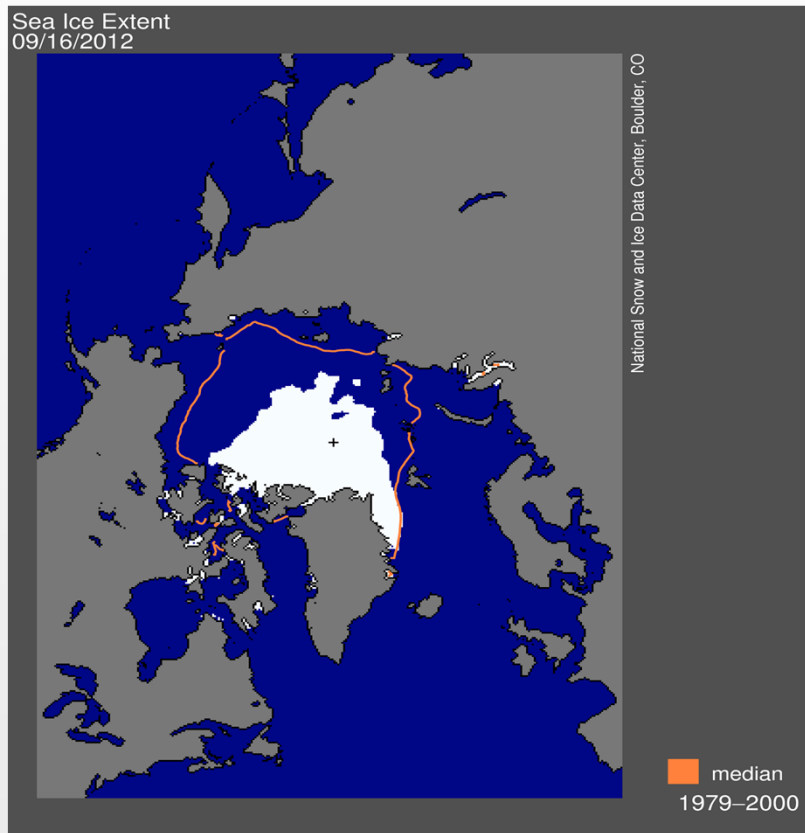 Sea Ice Extent
09/16/2012
National Snow and Ice Data Center, Boulder, CO
median
1979–2000